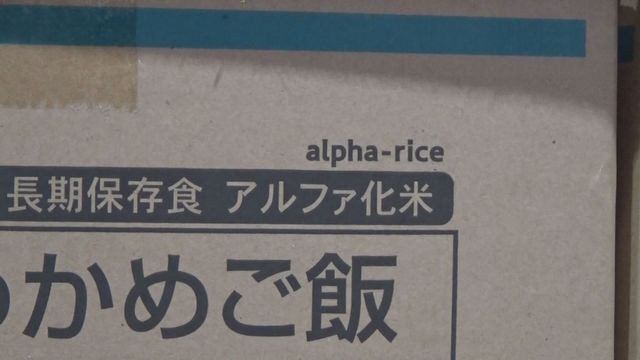 alpha-rice
長期保存食 アルファ化米
かめご飯